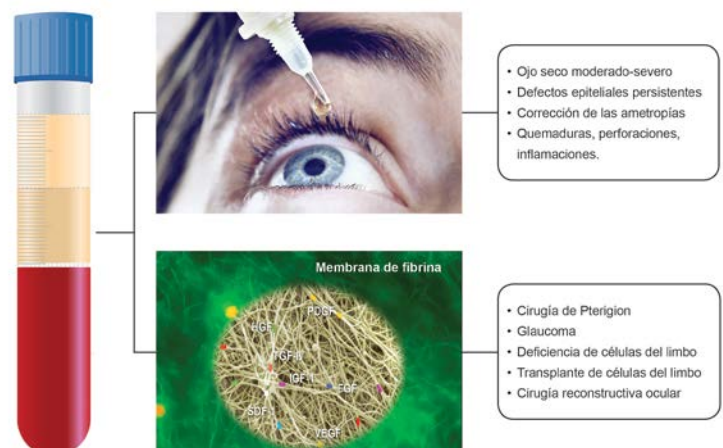 • Ojo seco moderado-severo
• Defectos epiteliales persistentes
• Corrección de las ametropías
• Quemaduras, perforaciones,
inflamaciones.
Membrana de fibrina
PDGF
HGF
TGF-B
IGF-1
EGF
SDF-1
VEGF
• Cirugía de Pterigion
• Glaucoma
• Deficiencia de células del limbo
• Transplante de células del limbo
• Cirugía reconstructiva ocular